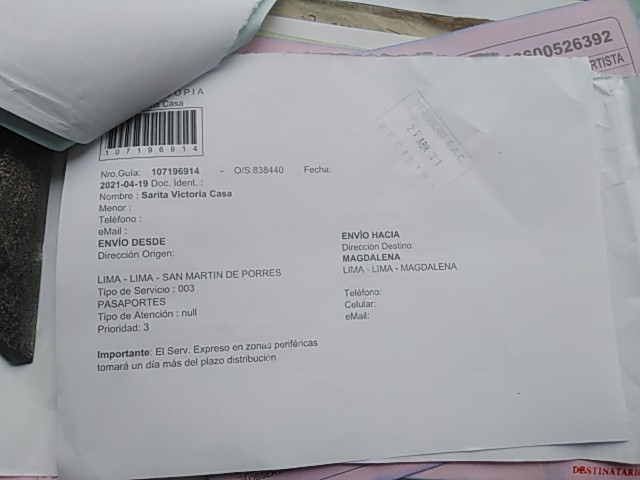 00526392
RTISTA
OPIA
Casa
107196914
Nro.Guía: 107196914 - O/S:838440 Fecha:
2021-04-19 Doc. Ident. :
Nombre : Sarita Victoria Casa
Menor :
Teléfono :
eMail :
ENVÍO DESDE
Dirección Origen:
LIMA - LIMA - SAN MARTIN DE PORRES
Tipo de Servicio : 003
PASAPORTES
Tipo de Atención : null
Prioridad: 3
Importante: El Serv. Expreso en zonas periféricas
tomará un día más del plazo distribución
ENVÍO HACIA
Dirección Destino:
MAGDALENA
LIMA - LIMA - MAGDALENA
Teléfono:
Celular:
eMail:
ABR
DESTINATARI